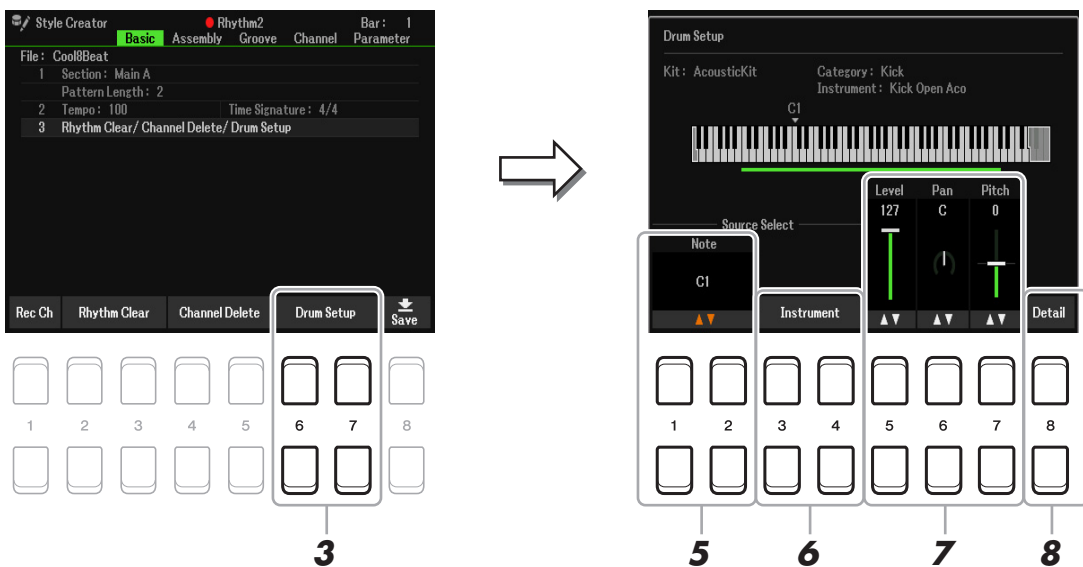 Style Creator Rhythm2 Bar: 1
Basic Assembly Groove Channel Parameter
File: Cool8Beat
1 Section: Main A
Pattern Length: 2
2 Tempo: 100 Time Signature: 4/4
3 Rhythm Clear/ Channel Delete/ Drum Setup
Rec Ch Rhythm Clear Channel Delete Drum Setup Save
1 2 3 4 5 6 7 8
3
Drum Setup
Kit: AcousticKit Category: Kick
Instrument: Kick Open Aco
C1
Level Pan Pitch
127 C 0
Source Select
Note
C1
Instrument Detail
1 2 3 4 5 6 7 8
5 6 7 8